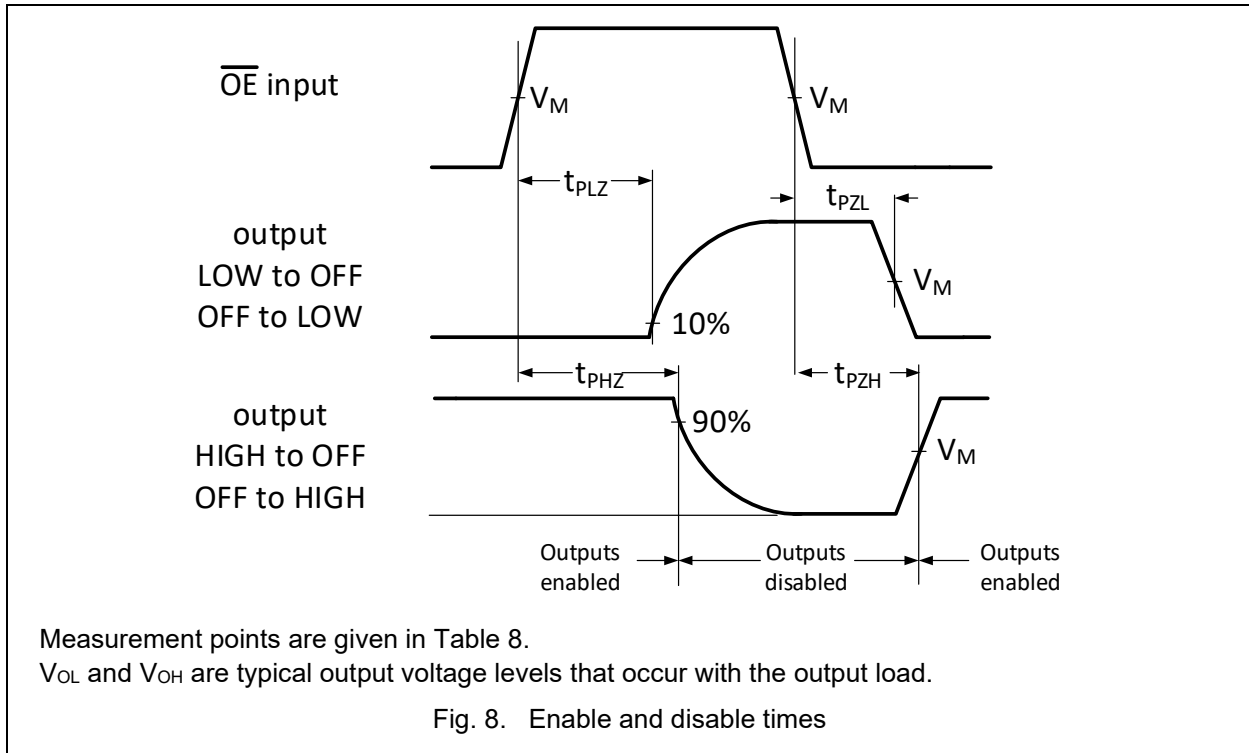 O̅E̅ input
V_M
V_M
t_PLZ
t_PZL
output
LOW to OFF
OFF to LOW
V_M
10%
t_PHZ
t_PZH
output
HIGH to OFF
OFF to HIGH
90%
V_M
Outputs
enabled
Outputs
disabled
Outputs
enabled
Measurement points are given in Table 8.
V_OL and V_OH are typical output voltage levels that occur with the output load.
Fig. 8. Enable and disable times